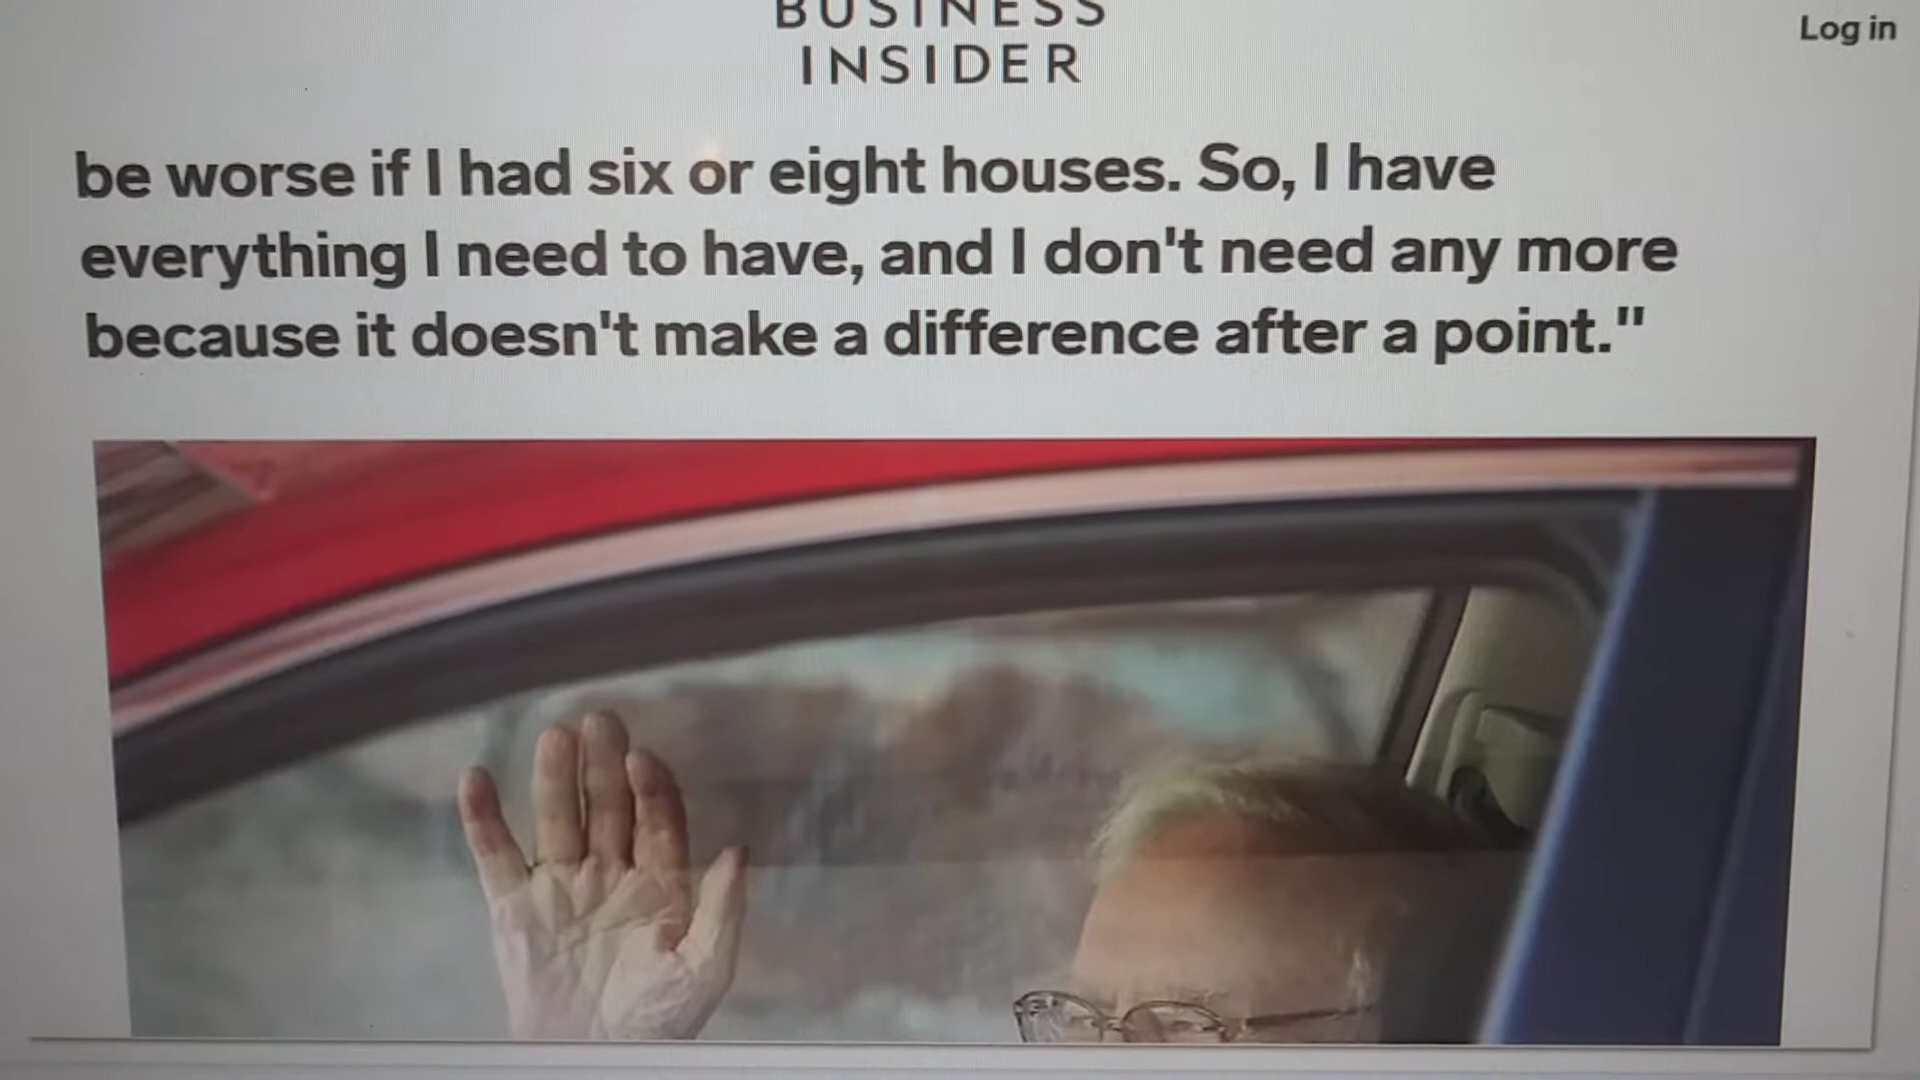 BUSINESS
INSIDER
Log in
be worse if I had six or eight houses. So, I have
everything I need to have, and I don't need any more
because it doesn't make a difference after a point."